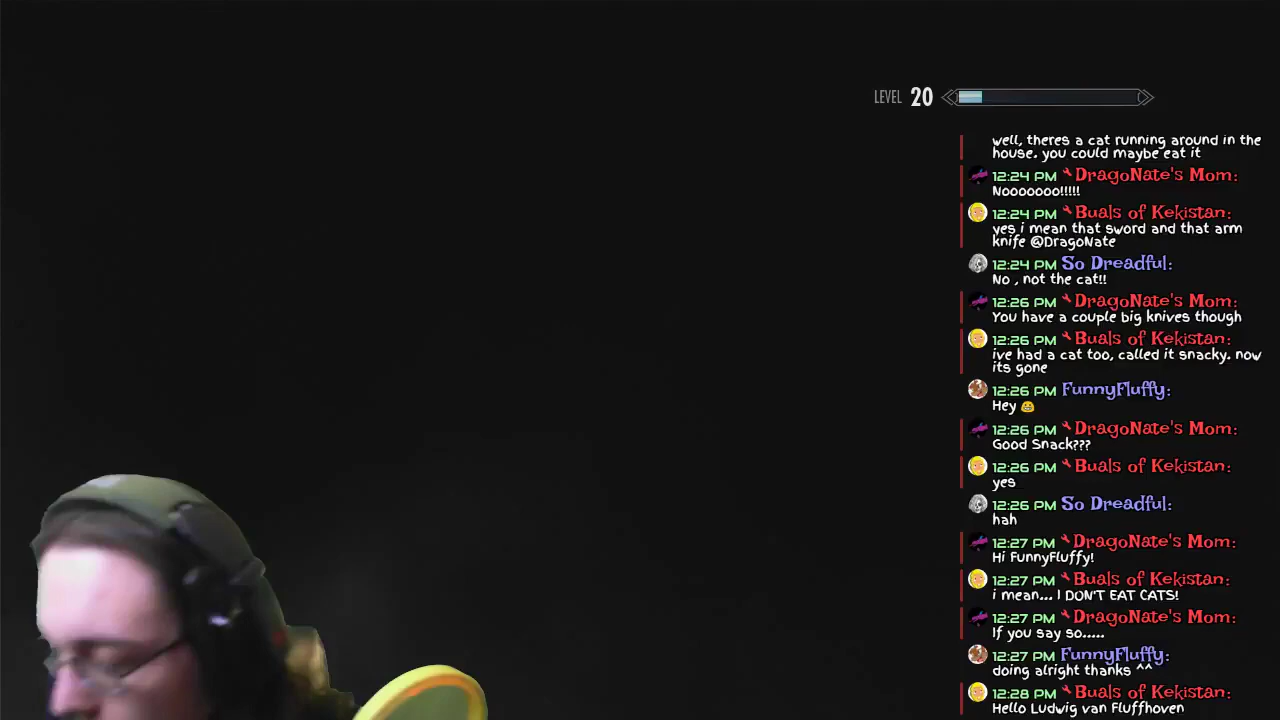 LEVEL 20
well, theres a cat running around in the
house. you could maybe eat it
12:24 PM DragoNate's Mom:
Nooooooo!!!!!
12:24 PM Buals of Kekistan:
yes i mean that sword and that arm
knife @DragoNate
12:24 PM So Dreadful:
No , not the cat!!
12:26 PM DragoNate's Mom:
You have a couple big knives though
12:26 PM Buals of Kekistan:
ive had a cat too, called it snacky. now
its gone
12:26 PM FunnyFluffy:
Hey 😁
12:26 PM DragoNate's Mom:
Good Snack???
12:26 PM Buals of Kekistan:
yes
12:26 PM So Dreadful:
hah
12:27 PM DragoNate's Mom:
Hi FunnyFluffy!
12:27 PM Buals of Kekistan:
i mean... I DON'T EAT CATS!
12:27 PM DragoNate's Mom:
If you say so.....
12:27 PM FunnyFluffy:
doing alright thanks ^^
12:28 PM Buals of Kekistan:
Hello Ludwig van Fluffhoven